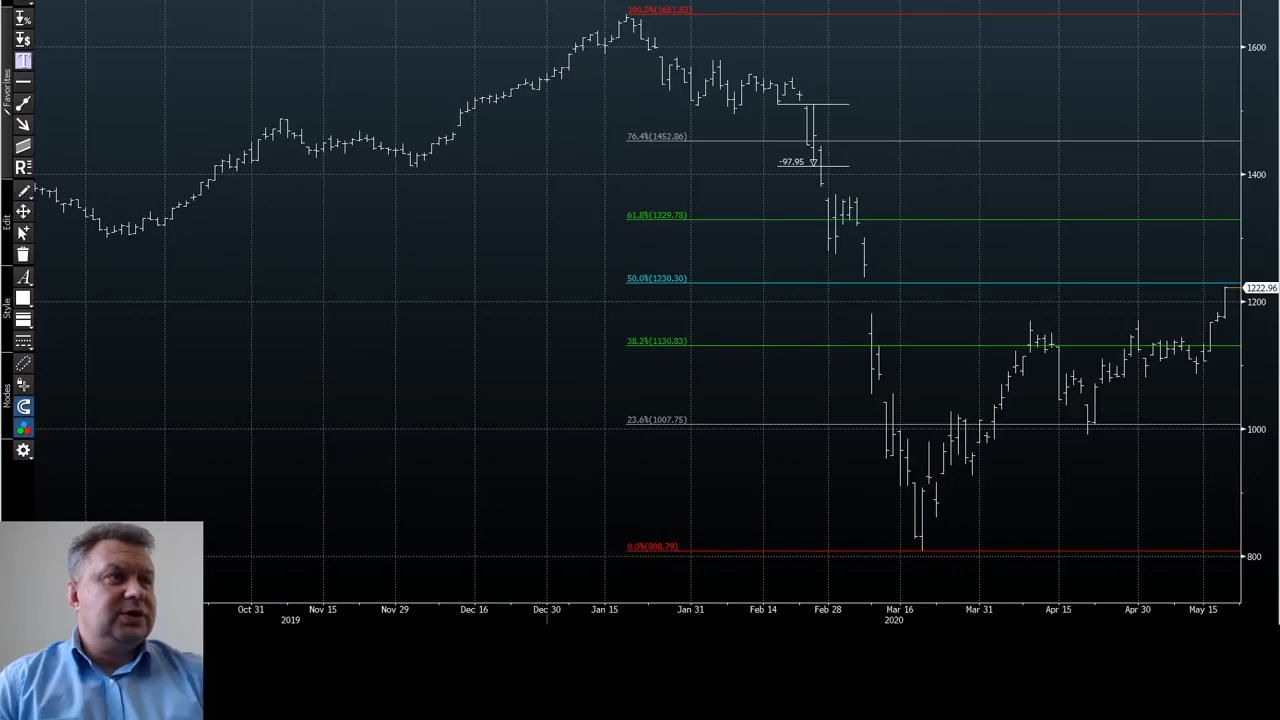 Favorites
Edit
Style
Modes
%
$
T
R
A
100.0%(1651.82)
76.4%(1452.86)
-97.95
61.8%(1329.78)
50.0%(1230.30)
38.2%(1130.83)
23.6%(1007.75)
0.0%(808.79)
1600
1400
1222.96
1200
1000
800
Oct 31 Nov 15 Nov 29 Dec 16 Dec 30 Jan 15 Jan 31 Feb 14 Feb 28 Mar 16 Mar 31 Apr 15 Apr 30 May 15
2019 2020